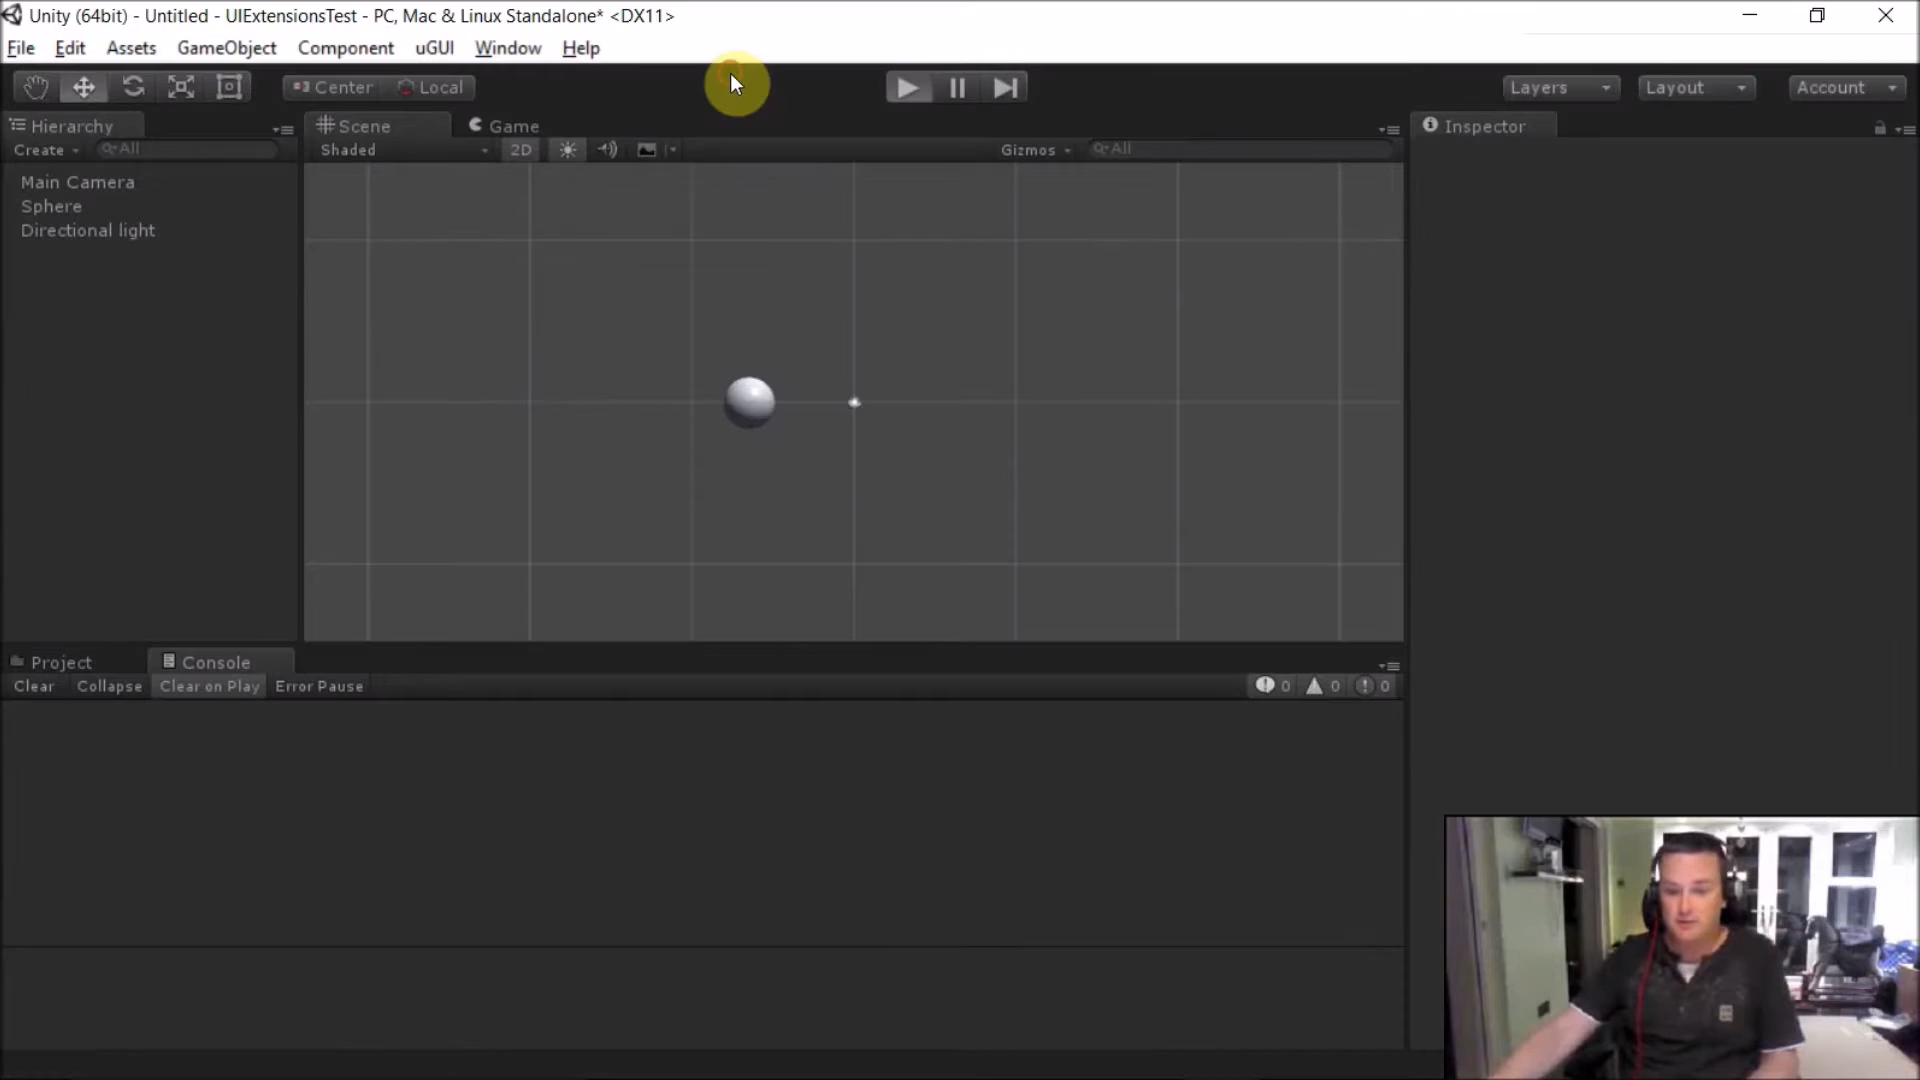 Unity (64bit) - Untitled - UIExtensionsTest - PC, Mac & Linux Standalone* <DX11>
File Edit Assets GameObject Component uGUI Window Help
Center Local Layers Layout Account
Hierarchy Scene Game Inspector
Create All Shaded 2D Gizmos All
Main Camera
Sphere
Directional light
Project Console
Clear Collapse Clear on Play Error Pause 0 0 0